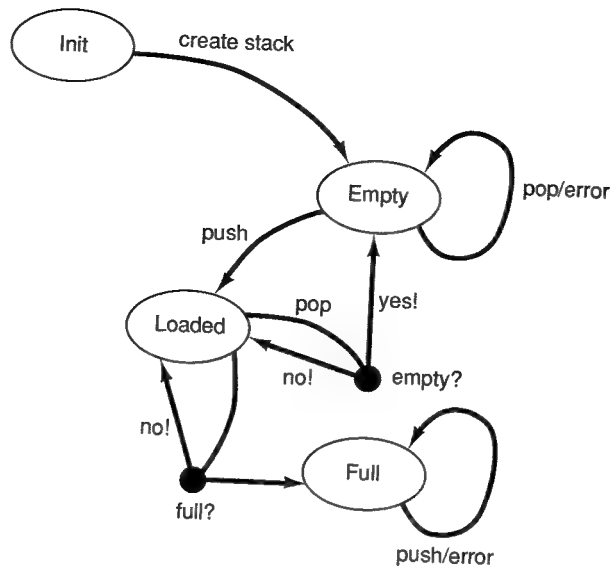 Init
create stack
Empty
pop/error
push
pop
yes!
Loaded
no!
empty?
no!
Full
full?
push/error